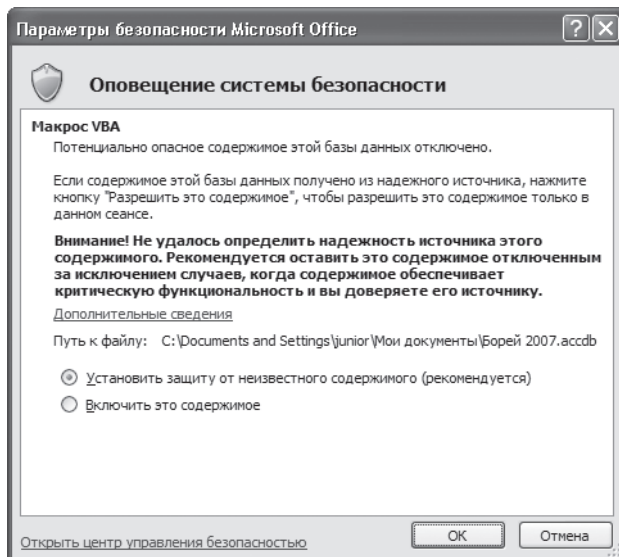 Параметры безопасности Microsoft Office
Оповещение системы безопасности
Макрос VBA
Потенциально опасное содержимое этой базы данных отключено.
Если содержимое этой базы данных получено из надежного источника, нажмите
кнопку "Разрешить это содержимое", чтобы разрешить это содержимое только в
данном сеансе.
Внимание! Не удалось определить надежность источника этого
содержимого. Рекомендуется оставить это содержимое отключенным
за исключением случаев, когда содержимое обеспечивает
критическую функциональность и вы доверяете его источнику.
Дополнительные сведения
Путь к файлу: C:\Documents and Settings\junior\Мои документы\Борей 2007.accdb
Установить защиту от неизвестного содержимого (рекомендуется)
Включить это содержимое
Открыть центр управления безопасностью
ОК
Отмена